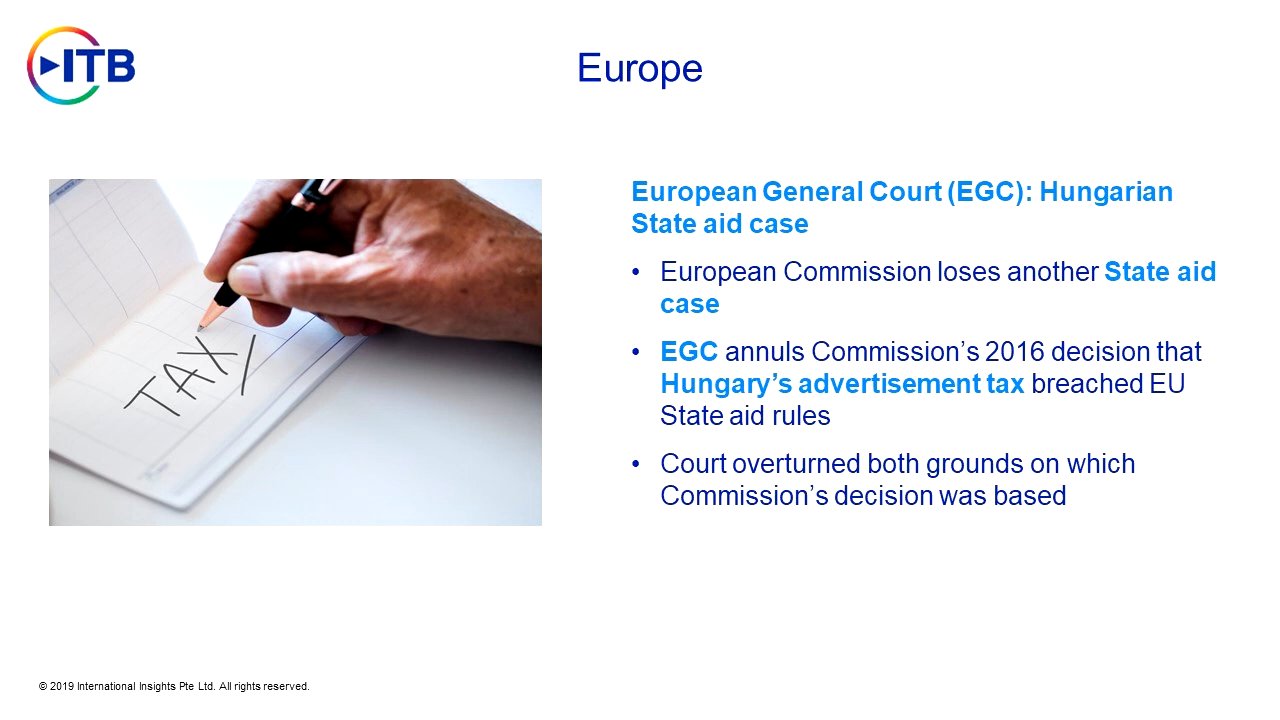 ITB
Europe
European General Court (EGC): Hungarian
State aid case
• European Commission loses another State aid
case
• EGC annuls Commission’s 2016 decision that
Hungary’s advertisement tax breached EU
State aid rules
• Court overturned both grounds on which
Commission’s decision was based
TAX
© 2019 International Insights Pte Ltd. All rights reserved.